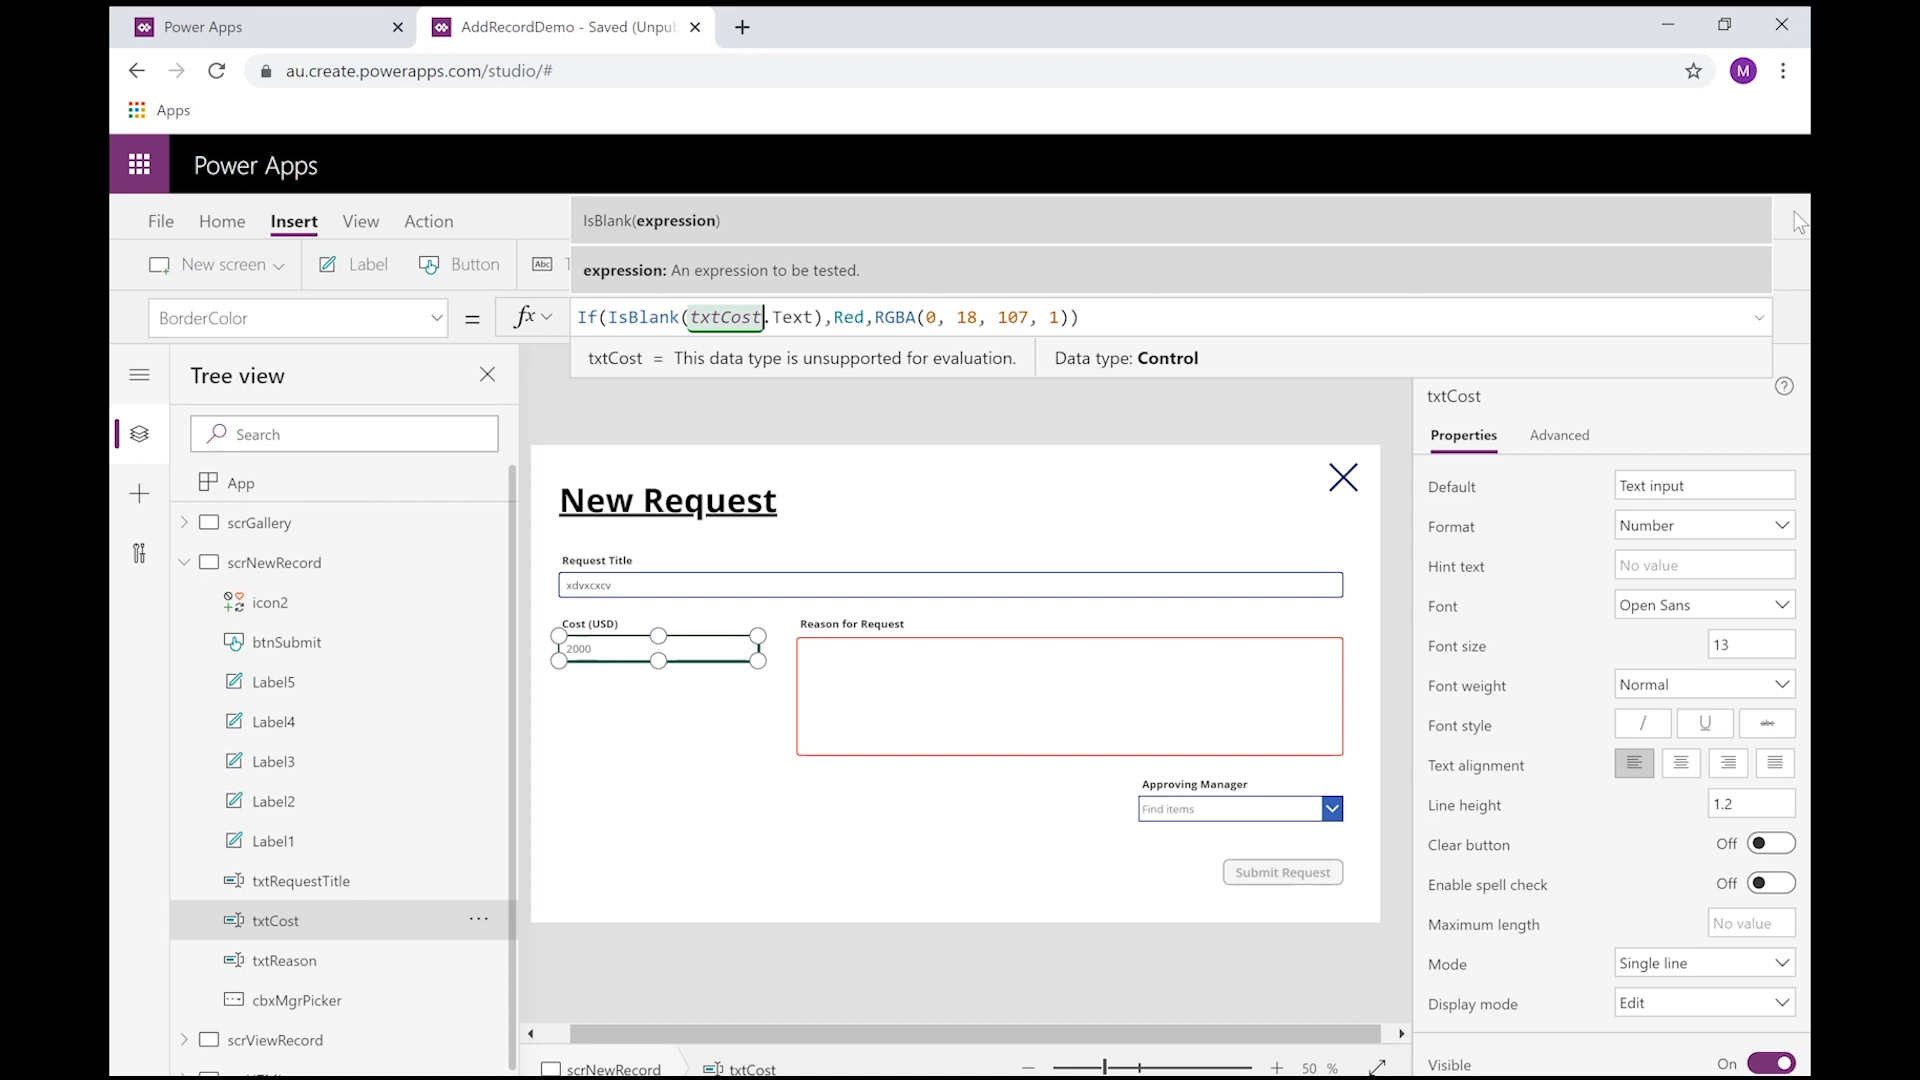 Power Apps
AddRecordDemo - Saved (Unpu
au.create.powerapps.com/studio/#
M
Apps
Power Apps
File Home Insert View Action
IsBlank(expression)
New screen Label Button Abc T
expression: An expression to be tested.
BorderColor = fx If(IsBlank(txtCost.Text),Red,RGBA(0, 18, 107, 1))
txtCost = This data type is unsupported for evaluation. Data type: Control
Tree view
Search
App
scrGallery
scrNewRecord
icon2
btnSubmit
Label5
Label4
Label3
Label2
Label1
txtRequestTitle
txtCost ...
txtReason
cbxMgrPicker
scrViewRecord
New Request
Request Title
xdvxcxcv
Cost (USD)
2000
Reason for Request
Approving Manager
Find items
Submit Request
scrNewRecord txtCost
50 %
txtCost
?
Properties Advanced
Default Text input
Format Number
Hint text No value
Font Open Sans
Font size 13
Font weight Normal
Font style / U abc
Text alignment
Line height 1.2
Clear button Off
Enable spell check Off
Maximum length No value
Mode Single line
Display mode Edit
Visible On